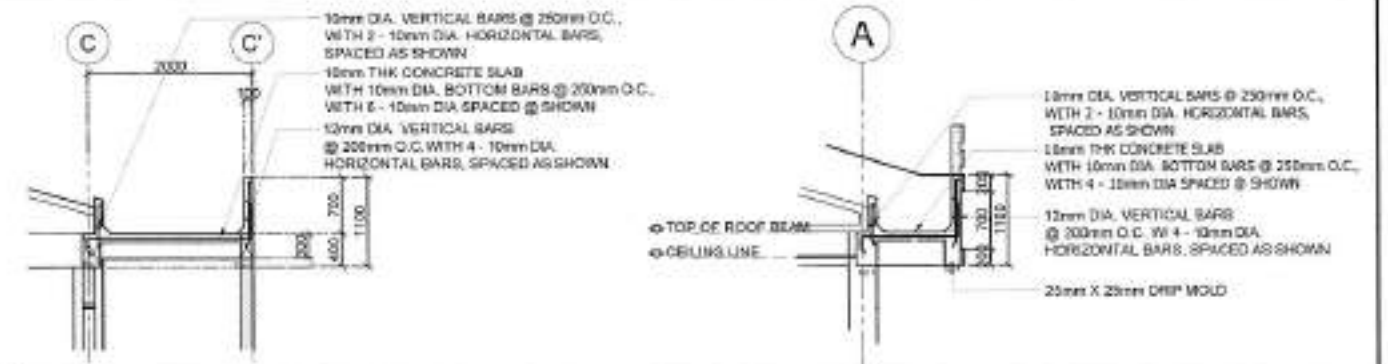 C
C'
2000
10mm DIA. VERTICAL BARS @ 250mm O.C.,
WITH 2 - 10mm DIA. HORIZONTAL BARS,
SPACED AS SHOWN
10mm THK CONCRETE SLAB
WITH 10mm DIA. BOTTOM BARS @ 250mm O.C.,
WITH 6 - 10mm DIA SPACED @ SHOWN
12mm DIA. VERTICAL BARS
@ 200mm O.C. WITH 4 - 10mm DIA.
HORIZONTAL BARS, SPACED AS SHOWN
700
1100
400
A
10mm DIA. VERTICAL BARS @ 250mm O.C.,
WITH 2 - 10mm DIA. HORIZONTAL BARS,
SPACED AS SHOWN
10mm THK CONCRETE SLAB
WITH 10mm DIA. BOTTOM BARS @ 250mm O.C.,
WITH 4 - 10mm DIA SPACED @ SHOWN
12mm DIA. VERTICAL BARS
@ 200mm O.C. W/ 4 - 10mm DIA.
HORIZONTAL BARS, SPACED AS SHOWN
25mm X 25mm DRIP MOLD
TOP OF ROOF BEAM
CEILING LINE
700
1100